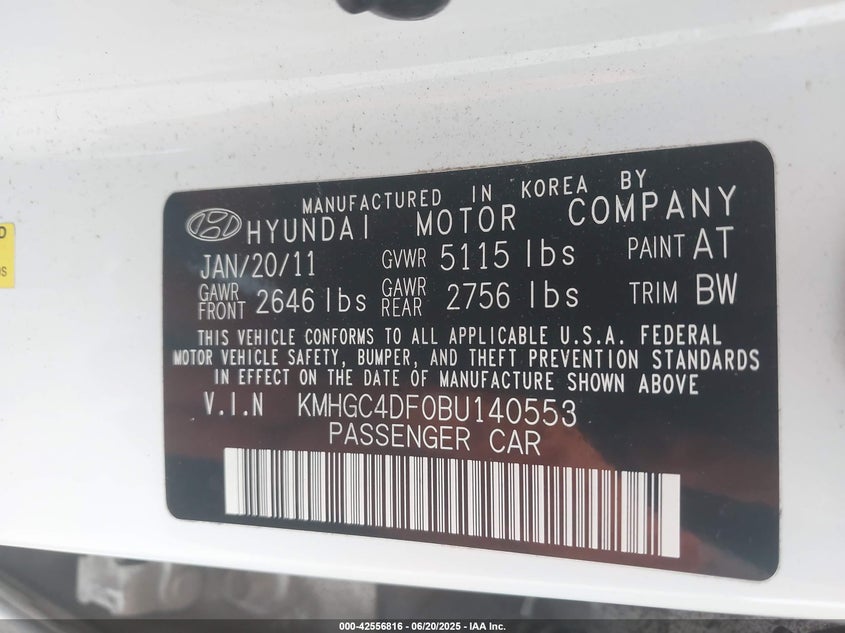 MANUFACTURED IN KOREA BY
HYUNDAI MOTOR COMPANY
JAN/20/11 GVWR 5115 lbs PAINT AT
GAWR FRONT 2646 lbs GAWR REAR 2756 lbs TRIM BW
THIS VEHICLE CONFORMS TO ALL APPLICABLE U.S.A. FEDERAL
MOTOR VEHICLE SAFETY, BUMPER, AND THEFT PREVENTION STANDARDS
IN EFFECT ON THE DATE OF MANUFACTURE SHOWN ABOVE
V.I.N KMHGC4DF0BU140553
PASSENGER CAR
000-42556816 - 06/20/2025 - IAA Inc.